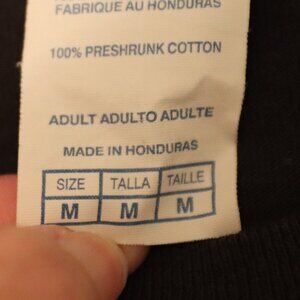 FABRIQUE AU HONDURAS
100% PRESHRUNK COTTON
ADULT ADULTO ADULTE
MADE IN HONDURAS
SIZE TALLA TAILLE
M M M